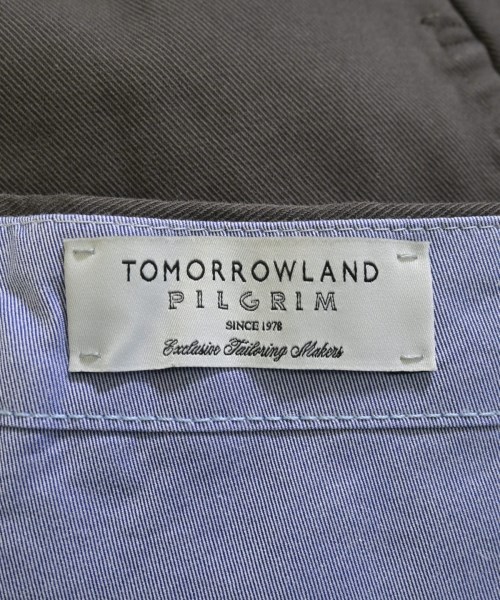 TOMORROWLAND
PILGRIM
SINCE 1978
Exclusive Tailoring Makers